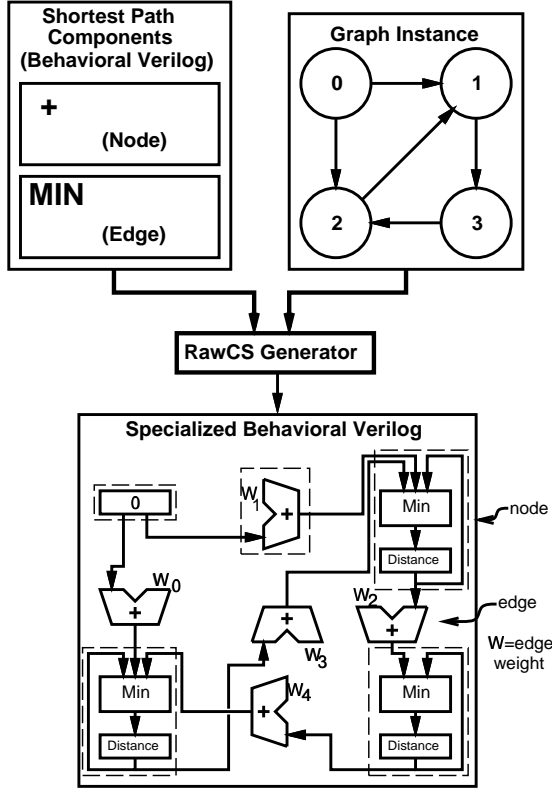 Shortest Path
Components
(Behavioral Verilog)
+
(Node)
MIN
(Edge)
Graph Instance
0
1
2
3
RawCS Generator
Specialized Behavioral Verilog
0
W1
+
Min
Distance
node
W0
+
+
W3
W2
+
edge
W=edge
weight
Min
Distance
W4
+
Min
Distance